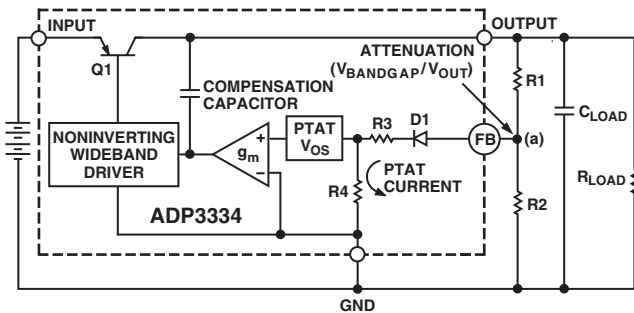 INPUT
OUTPUT
Q1
ATTENUATION
(VBANDGAP/VOUT)
COMPENSATION
CAPACITOR
R1
D1
R3
PTAT
VOS
FB
(a)
CLOAD
NONINVERTING
WIDEBAND
DRIVER
gm
+
−
R4
PTAT
CURRENT
R2
RLOAD
ADP3334
GND